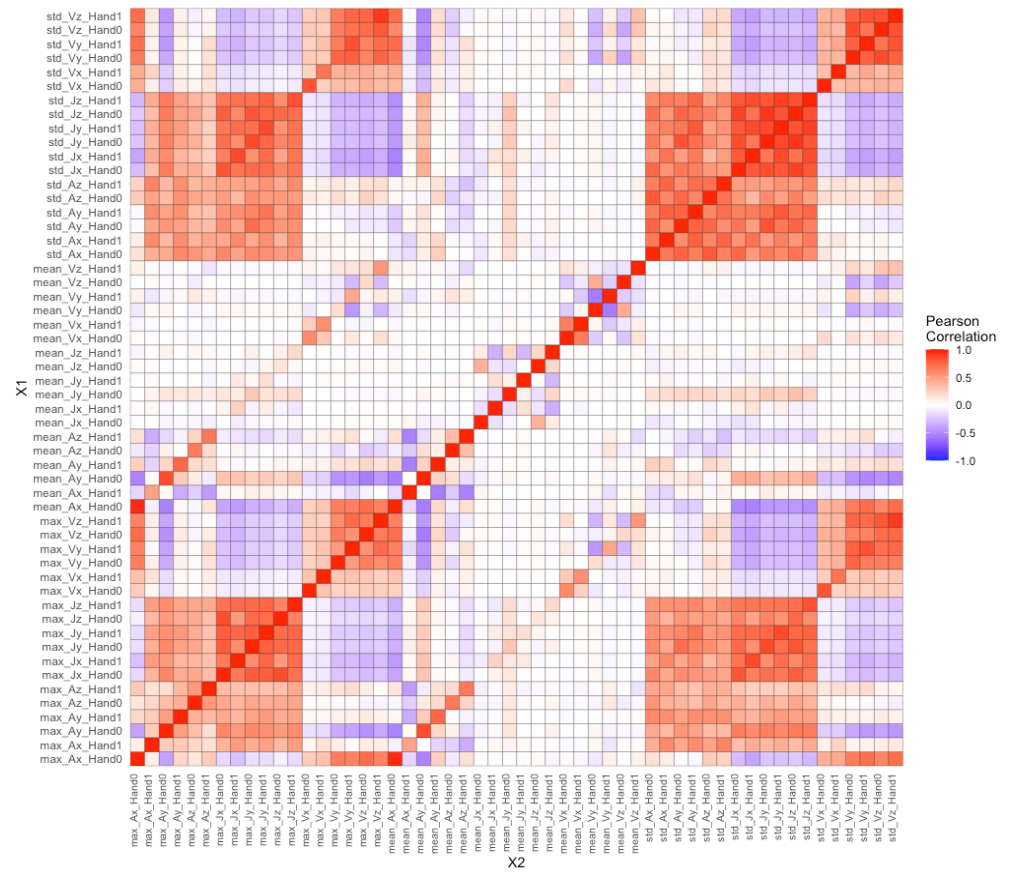 std_Vz_Hand1
std_Vz_Hand0
std_Vy_Hand1
std_Vy_Hand0
std_Vx_Hand1
std_Vx_Hand0
std_Jz_Hand1
std_Jz_Hand0
std_Jy_Hand1
std_Jy_Hand0
std_Jx_Hand1
std_Jx_Hand0
std_Az_Hand1
std_Az_Hand0
std_Ay_Hand1
std_Ay_Hand0
std_Ax_Hand1
std_Ax_Hand0
mean_Vz_Hand1
mean_Vz_Hand0
mean_Vy_Hand1
mean_Vy_Hand0
mean_Vx_Hand1
mean_Vx_Hand0
mean_Jz_Hand1
mean_Jz_Hand0
mean_Jy_Hand1
mean_Jy_Hand0
mean_Jx_Hand1
mean_Jx_Hand0
mean_Az_Hand1
mean_Az_Hand0
mean_Ay_Hand1
mean_Ay_Hand0
mean_Ax_Hand1
mean_Ax_Hand0
max_Vz_Hand1
max_Vz_Hand0
max_Vy_Hand1
max_Vy_Hand0
max_Vx_Hand1
max_Vx_Hand0
max_Jz_Hand1
max_Jz_Hand0
max_Jy_Hand1
max_Jy_Hand0
max_Jx_Hand1
max_Jx_Hand0
max_Az_Hand1
max_Az_Hand0
max_Ay_Hand1
max_Ay_Hand0
max_Ax_Hand1
max_Ax_Hand0
X1
max_Ax_Hand0
max_Ax_Hand1
max_Ay_Hand0
max_Ay_Hand1
max_Az_Hand0
max_Az_Hand1
max_Jx_Hand0
max_Jx_Hand1
max_Jy_Hand0
max_Jy_Hand1
max_Jz_Hand0
max_Jz_Hand1
max_Vx_Hand0
max_Vx_Hand1
max_Vy_Hand0
max_Vy_Hand1
max_Vz_Hand0
max_Vz_Hand1
mean_Ax_Hand0
mean_Ax_Hand1
mean_Ay_Hand0
mean_Ay_Hand1
mean_Az_Hand0
mean_Az_Hand1
mean_Jx_Hand0
mean_Jx_Hand1
mean_Jy_Hand0
mean_Jy_Hand1
mean_Jz_Hand0
mean_Jz_Hand1
mean_Vx_Hand0
mean_Vx_Hand1
mean_Vy_Hand0
mean_Vy_Hand1
mean_Vz_Hand0
mean_Vz_Hand1
std_Ax_Hand0
std_Ax_Hand1
std_Ay_Hand0
std_Ay_Hand1
std_Az_Hand0
std_Az_Hand1
std_Jx_Hand0
std_Jx_Hand1
std_Jy_Hand0
std_Jy_Hand1
std_Jz_Hand0
std_Jz_Hand1
std_Vx_Hand0
std_Vx_Hand1
std_Vy_Hand0
std_Vy_Hand1
std_Vz_Hand0
std_Vz_Hand1
X2
Pearson
Correlation
1.0
0.5
0.0
-0.5
-1.0